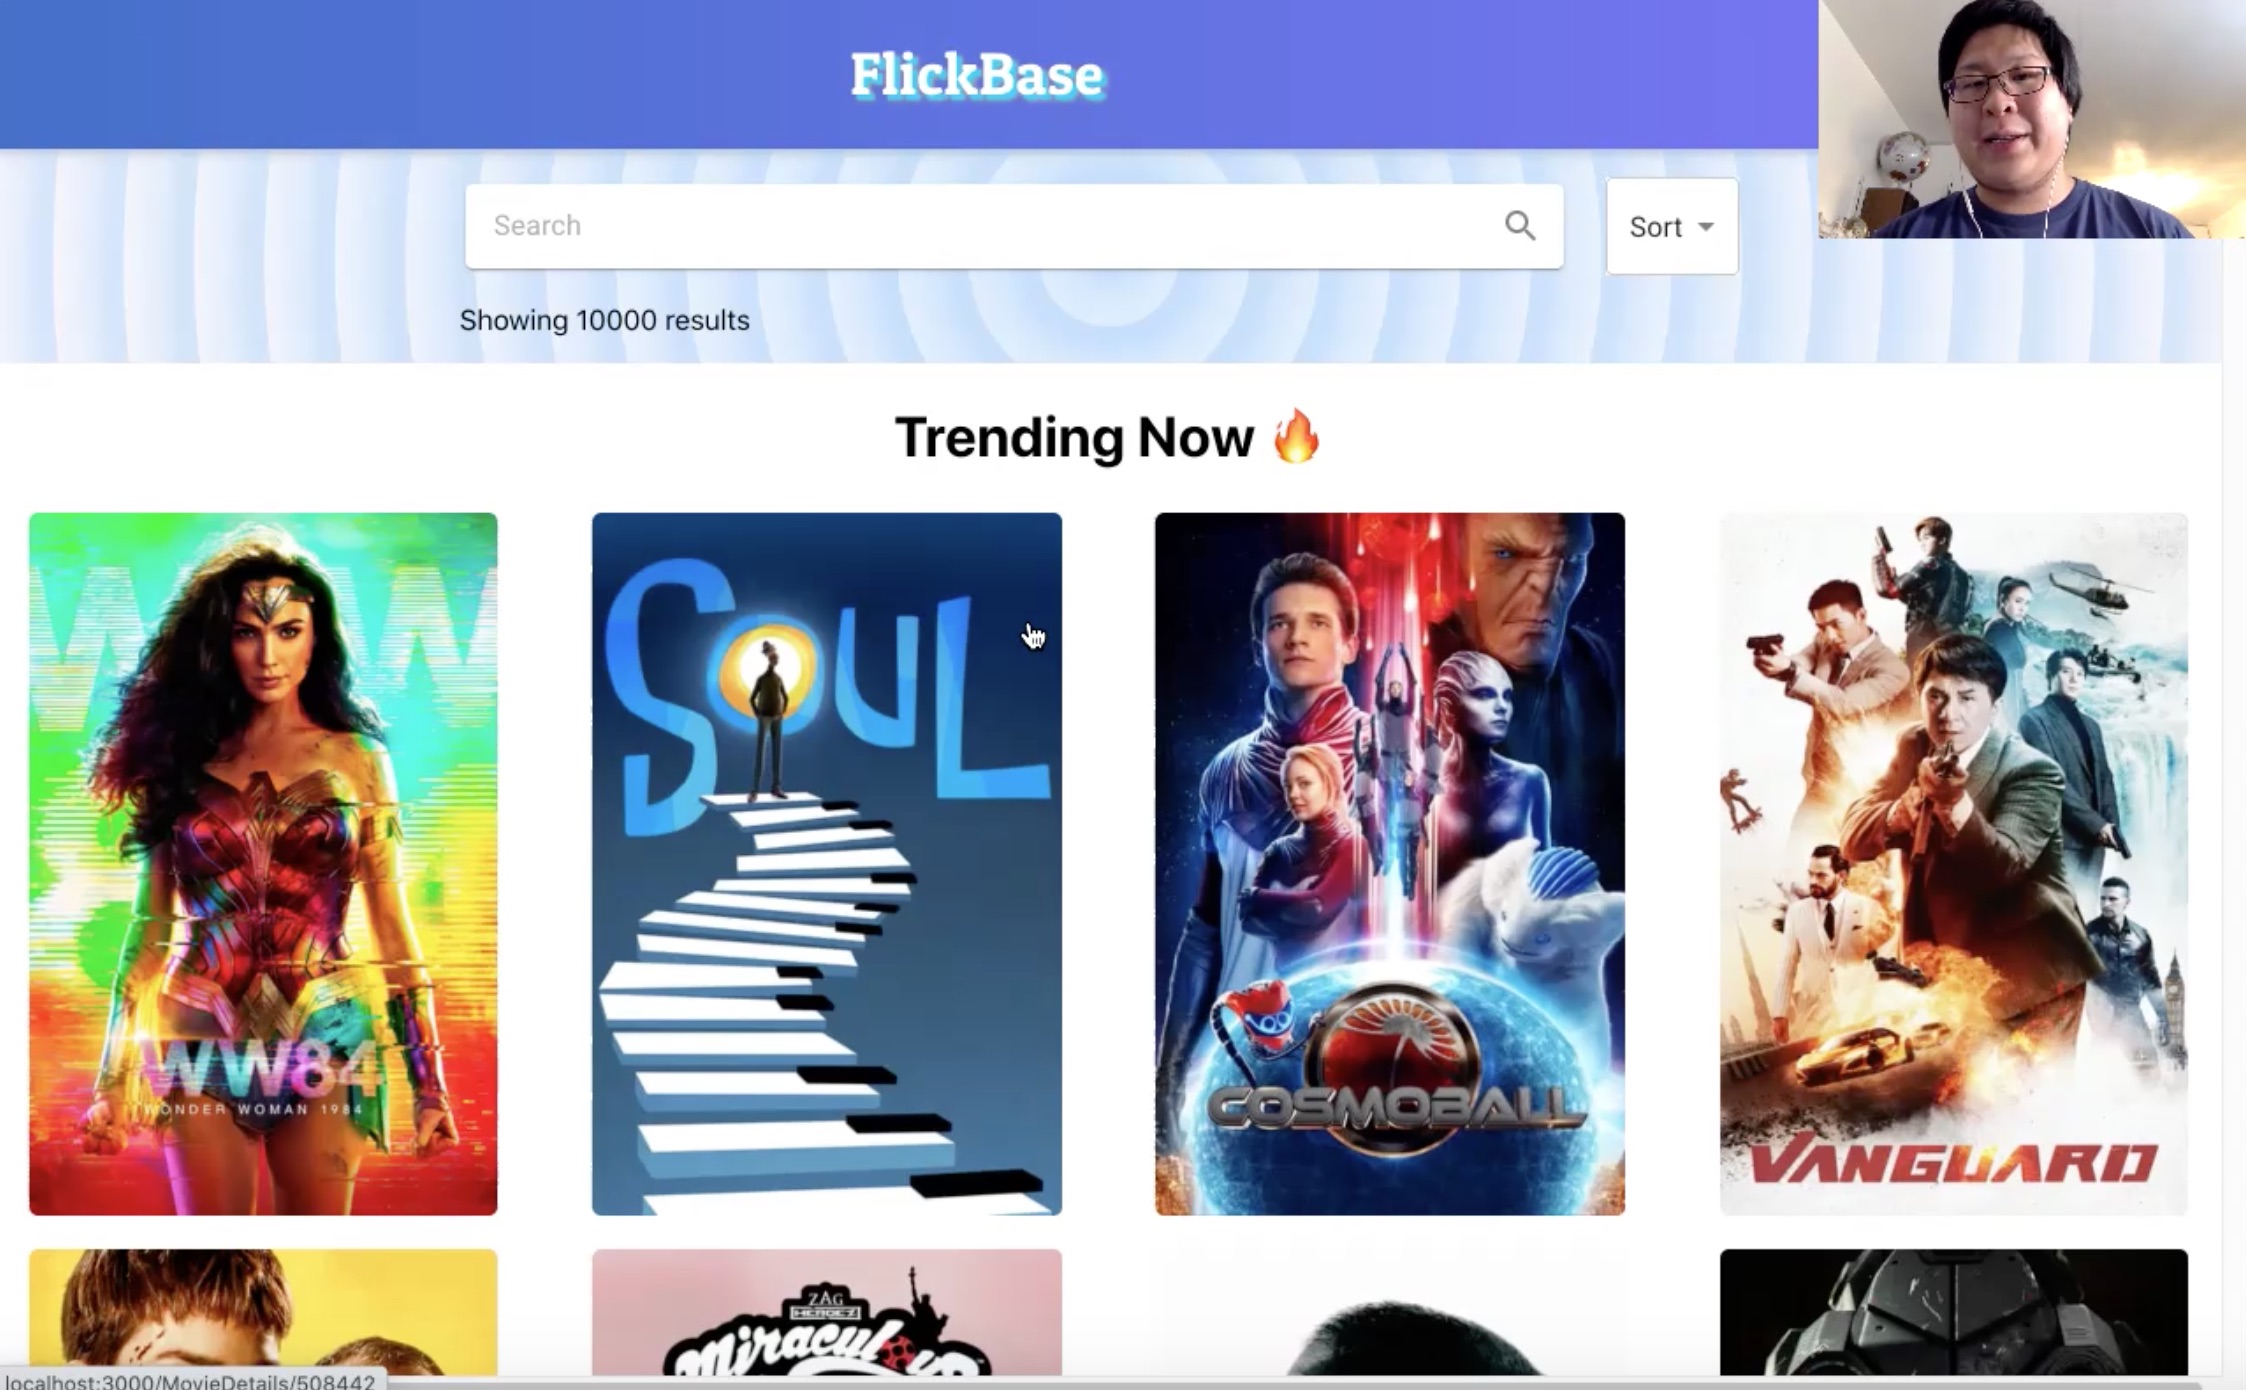 FlickBase
Search
Sort
Showing 10000 results
Trending Now 🔥
WW
WW84
WONDER WOMAN 1984
SOUL
COSMOBALL
VANGUARD
ZAG
HEROEZ
Miraculous
localhost:3000/MovieDetails/508442